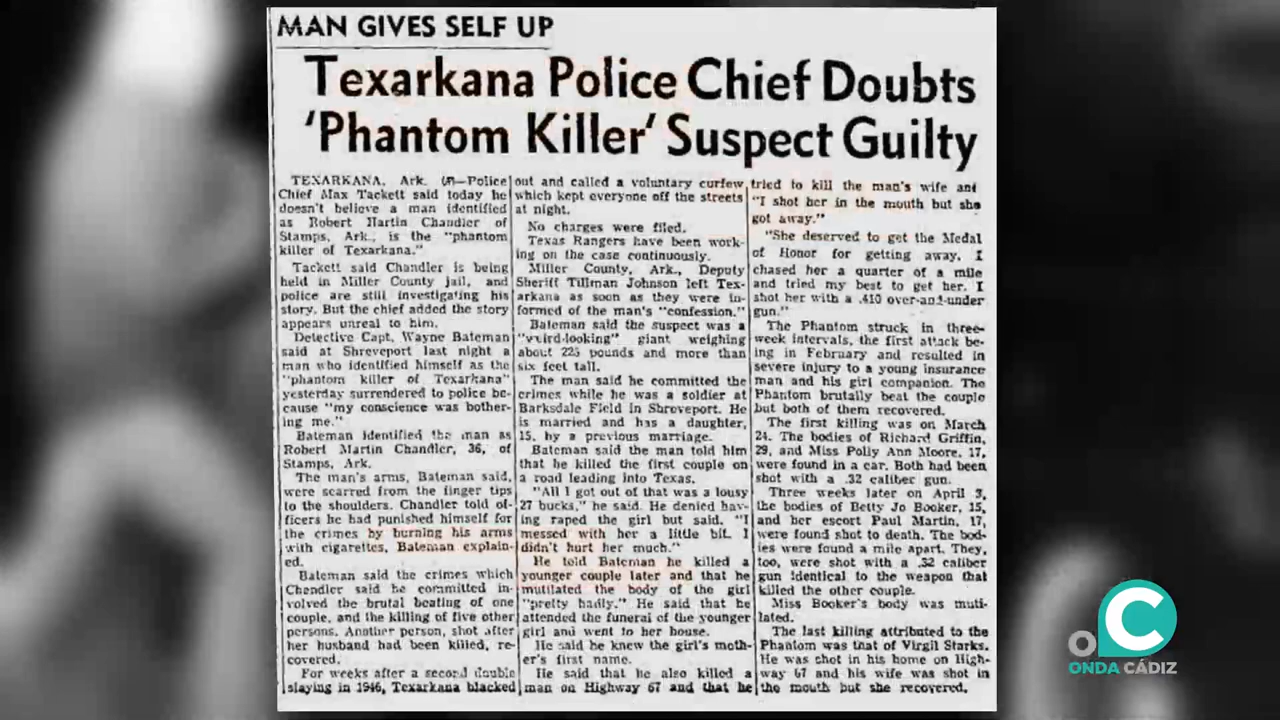 MAN GIVES SELF UP
Texarkana Police Chief Doubts
'Phantom Killer' Suspect Guilty
TEXARKANA, Ark. (AP)—Police
Chief Max Tackett said today he
doesn't believe a man identified
as Robert Martin Chandler of
Stamps, Ark., is the "phantom
killer of Texarkana."
Tackett said Chandler is being
held in Miller County jail, and
police are still investigating his
story. But the chief added the story
appears unreal to him.
Detective Capt. Wayne Bateman
said at Shreveport last night a
man who identified himself as the
"phantom killer of Texarkana"
yesterday surrendered to police be-
cause "my conscience was bother-
ing me."
Bateman identified the man as
Robert Martin Chandler, 36, of
Stamps, Ark.
The man's arms, Bateman said,
were scarred from the finger tips
to the shoulders. Chandler told of-
ficers he had punished himself for
the crimes by burning his arms
with cigarettes, Bateman explain-
ed.
Bateman said the crimes which
Chandler said he committed in-
volved the brutal beating of one
couple, and the killing of five other
persons. Another person, shot after
her husband had been killed, re-
covered.
For weeks after a second double
slaying in 1946, Texarkana blacked
out and called a voluntary curfew
which kept everyone off the streets
at night.
No charges were filed.
Texas Rangers have been work-
ing on the case continuously.
Miller County, Ark., Deputy
Sheriff Tillman Johnson left Tex-
arkana as soon as they were in-
formed of the man's "confession."
Bateman said the suspect was a
"weird-looking" giant weighing
about 225 pounds and more than
six feet tall.
The man said he committed the
crimes while he was a soldier at
Barksdale Field in Shreveport. He
is married and has a daughter,
15, by a previous marriage.
Bateman said the man told him
that he killed the first couple on
a road leading into Texas.
"All I got out of that was a lousy
27 bucks," he said. He denied hav-
ing raped the girl but said, "I
messed with her a little bit. I
didn't hurt her much."
He told Bateman he killed a
younger couple later and that he
mutilated the body of the girl
"pretty badly." He said that he
attended the funeral of the younger
girl and went to her house.
He said he knew the girl's moth-
er's first name.
He said that he also killed a
man on Highway 67 and that he
tried to kill the man's wife and
"I shot her in the mouth but she
got away."
"She deserved to get the Medal
of Honor for getting away. I
chased her a quarter of a mile
and tried my best to get her. I
shot her with a .410 over-and-under
gun."
The Phantom struck in three-
week intervals, the first attack be-
ing in February and resulted in
severe injury to a young insurance
man and his girl companion. The
Phantom brutally beat the couple
but both of them recovered.
The first killing was on March
24. The bodies of Richard Griffin,
29, and Miss Polly Ann Moore, 17,
were found in a car. Both had been
shot with a .32 caliber gun.
Three weeks later on April 3,
the bodies of Betty Jo Booker, 15,
and her escort Paul Martin, 17,
were found shot to death. The bod-
ies were found a mile apart. They,
too, were shot with a .32 caliber
gun identical to the weapon that
killed the other couple.
Miss Booker's body was muti-
lated.
The last killing attributed to the
Phantom was that of Virgil Starks.
He was shot in his home on High-
way 67 and his wife was shot in
the mouth but she recovered.
OC
ONDA CÁDIZ